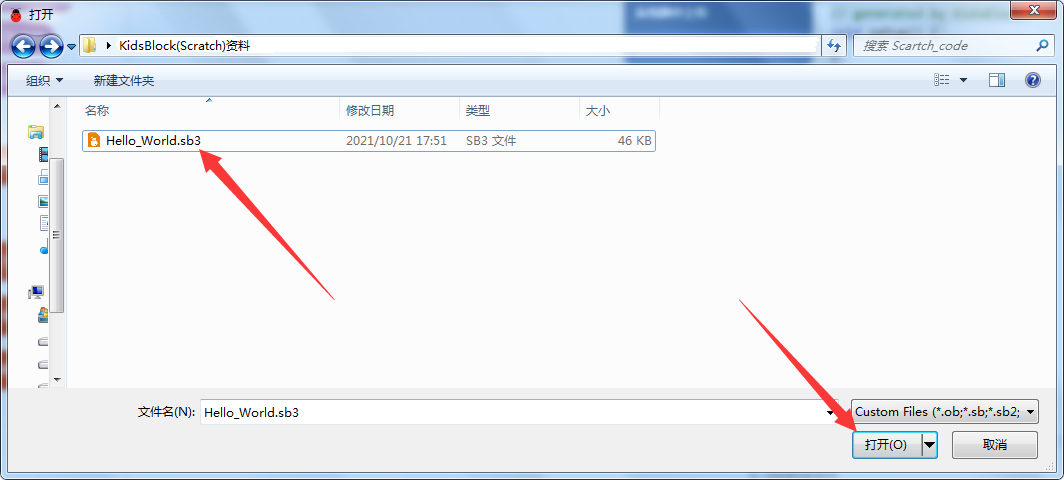 打开
KidsBlock(Scratch)资料
搜索 Scartch_code
组织
新建文件夹
名称
修改日期
类型
大小
Hello_World.sb3
2021/10/21 17:51
SB3 文件
46 KB
文件名(N):
Hello_World.sb3
Custom Files (*.ob;*.sb;*.sb2;
打开(O)
取消